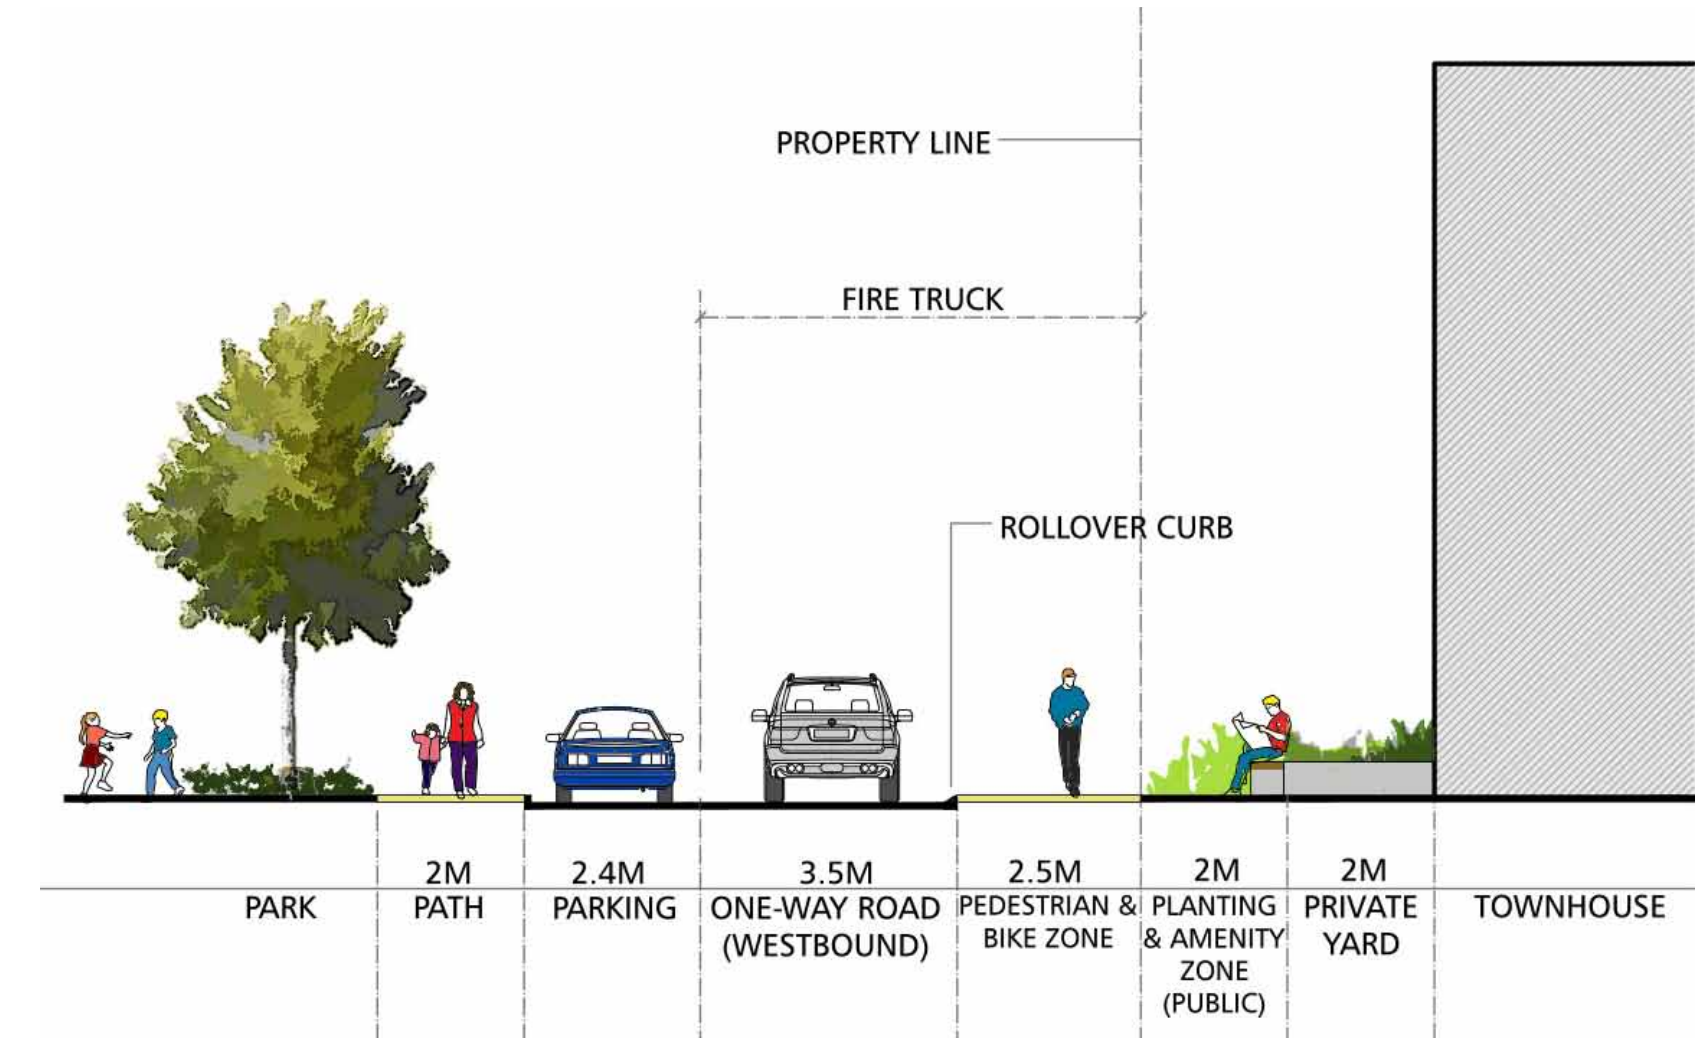 PROPERTY LINE
FIRE TRUCK
ROLLOVER CURB
2M
2.4M
3.5M
2.5M
2M
2M
PARK
PATH
PARKING
ONE-WAY ROAD
(WESTBOUND)
PEDESTRIAN &
BIKE ZONE
PLANTING
& AMENITY
ZONE
(PUBLIC)
PRIVATE
YARD
TOWNHOUSE